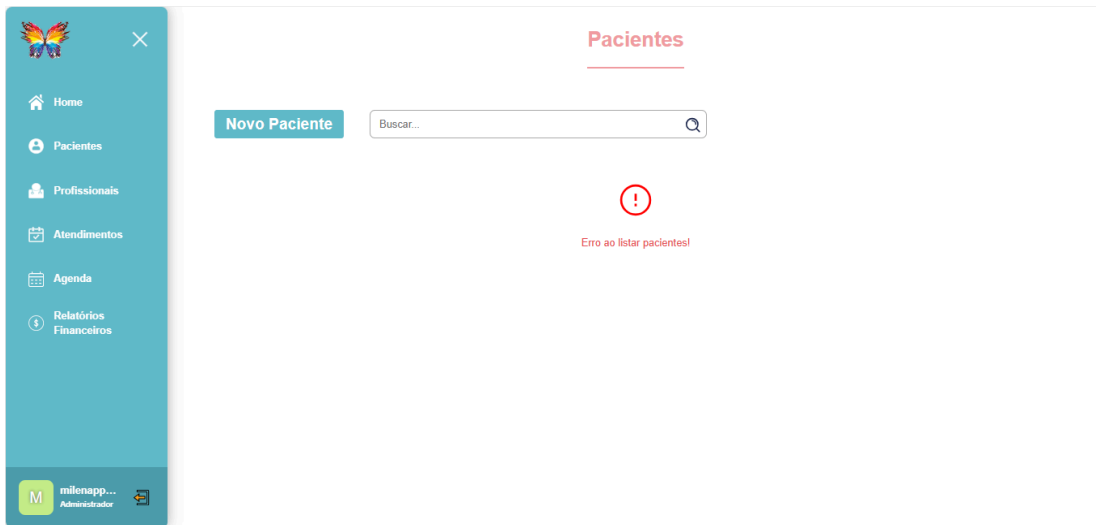 Pacientes
Home
Novo Paciente
Buscar...
Pacientes
Profissionais
Erro ao listar pacientes!
Atendimentos
Agenda
Relatórios
Financeiros
M
milenapp...
Administrador